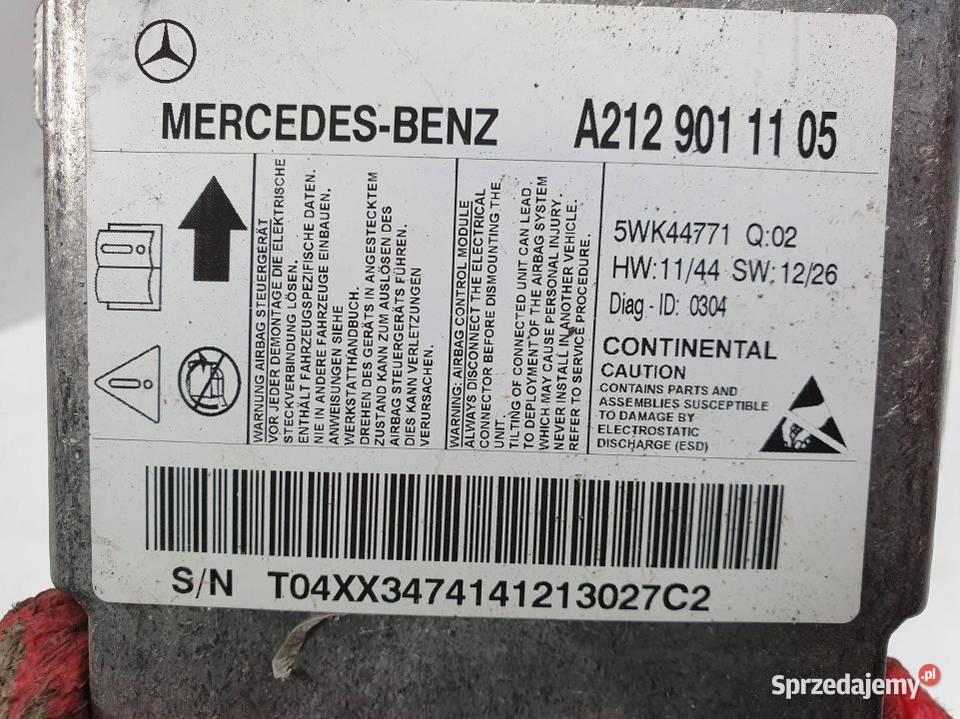 MERCEDES-BENZ
A212 901 11 05
WARNUNG AIRBAG STEUERGERÄT
VOR JEDER DEMONTAGE DIE ELEKTRISCHE
STECKVERBINDUNG LÖSEN.
ENTHÄLT FAHRZEUGSPEZIFISCHE DATEN.
NIE IN ANDERE FAHRZEUGE EINBAUEN.
ANWEISUNGEN SIEHE
WERKSTATTHANDBUCH.
DREHEN DES GERÄTS IN ANGESTECKTEM
ZUSTAND KANN ZUM AUSLÖSEN DES
AIRBAG STEUERGERÄTS FÜHREN.
DIES KANN VERLETZUNGEN
VERURSACHEN.
WARNING: AIRBAG CONTROL MODULE
ALWAYS DISCONNECT THE ELECTRICAL
CONNECTOR BEFORE DISMOUNTING THE
UNIT.
TILTING OF CONNECTED UNIT CAN LEAD
TO DEPLOYMENT OF THE AIRBAG SYSTEM
WHICH MAY CAUSE PERSONAL INJURY.
NEVER INSTALL IN ANOTHER VEHICLE.
REFER TO SERVICE PROCEDURE.
5WK44771 Q:02
HW:11/44 SW:12/26
Diag - ID: 0304
CONTINENTAL
CAUTION
CONTAINS PARTS AND
ASSEMBLIES SUSCEPTIBLE
TO DAMAGE BY
ELECTROSTATIC
DISCHARGE (ESD)
S/N T04XX3474141213027C2
Sprzedajemy.pl